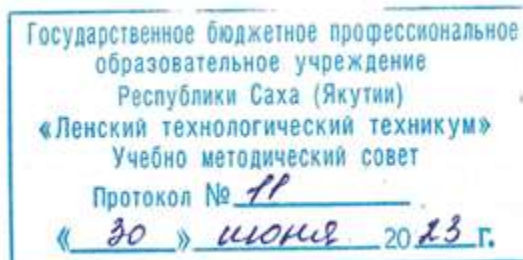 Государственное бюджетное профессиональное
образовательное учреждение
Республики Саха (Якутии)
«Ленский технологический техникум»
Учебно методический совет
Протокол № 11
« 30 » июня 20 23 г.